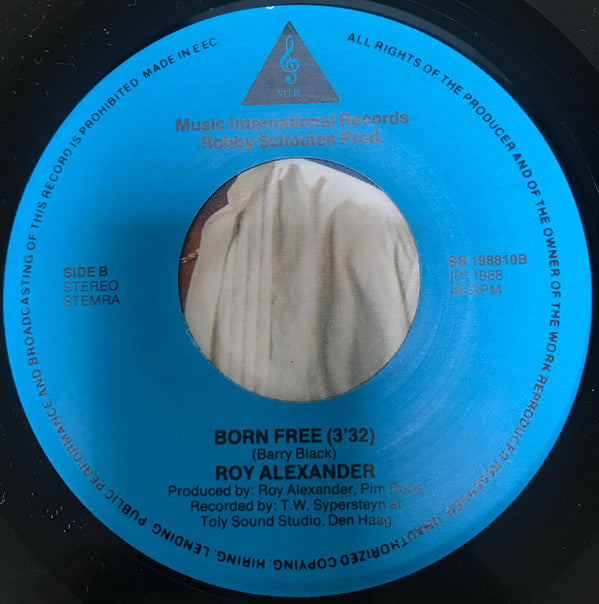 ALL RIGHTS OF THE PRODUCER AND OF THE OWNER OF THE WORK REPRODUCED RESERVED. UNAUTHORIZED COPYING, HIRING, LENDING, PUBLIC PERFORMANCE AND BROADCASTING OF THIS RECORD IS PROHIBITED. MADE IN EEC
MIR
Music International Records
Robby Schouten Prod.
SIDE B
STEREO
STEMRA
SS 198810B
(P) 1988
45 RPM
BORN FREE (3'32)
(Barry Black)
ROY ALEXANDER
Produced by: Roy Alexander, Pim Roos
Recorded by: T.W. Sypersteyn at
Toly Sound Studio, Den Haag